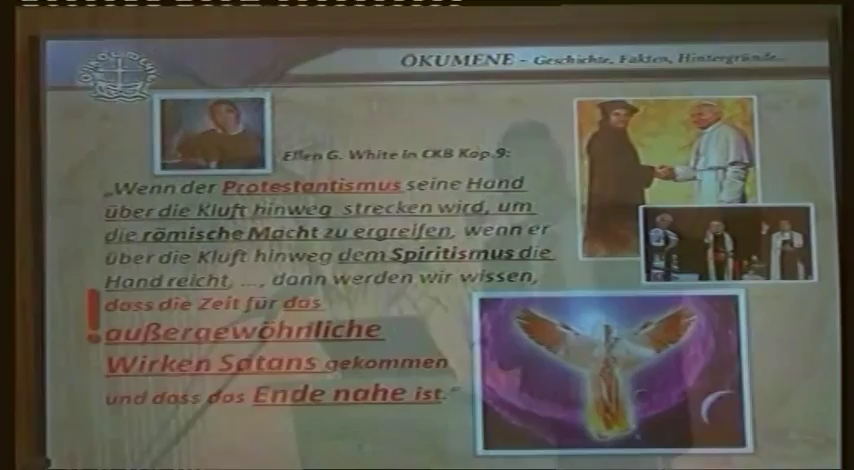 ÖKUMENE - Geschichte, Fakten, Hintergründe...
Ellen G. White in CKB Kap.9:
„Wenn der Protestantismus seine Hand
über die Kluft hinweg strecken wird, um
die römische Macht zu ergreifen, wenn er
über die Kluft hinweg dem Spiritismus die
Hand reicht, ..., dann werden wir wissen,
dass die Zeit für das
außergewöhnliche
Wirken Satans gekommen
und dass das Ende nahe ist.“
!